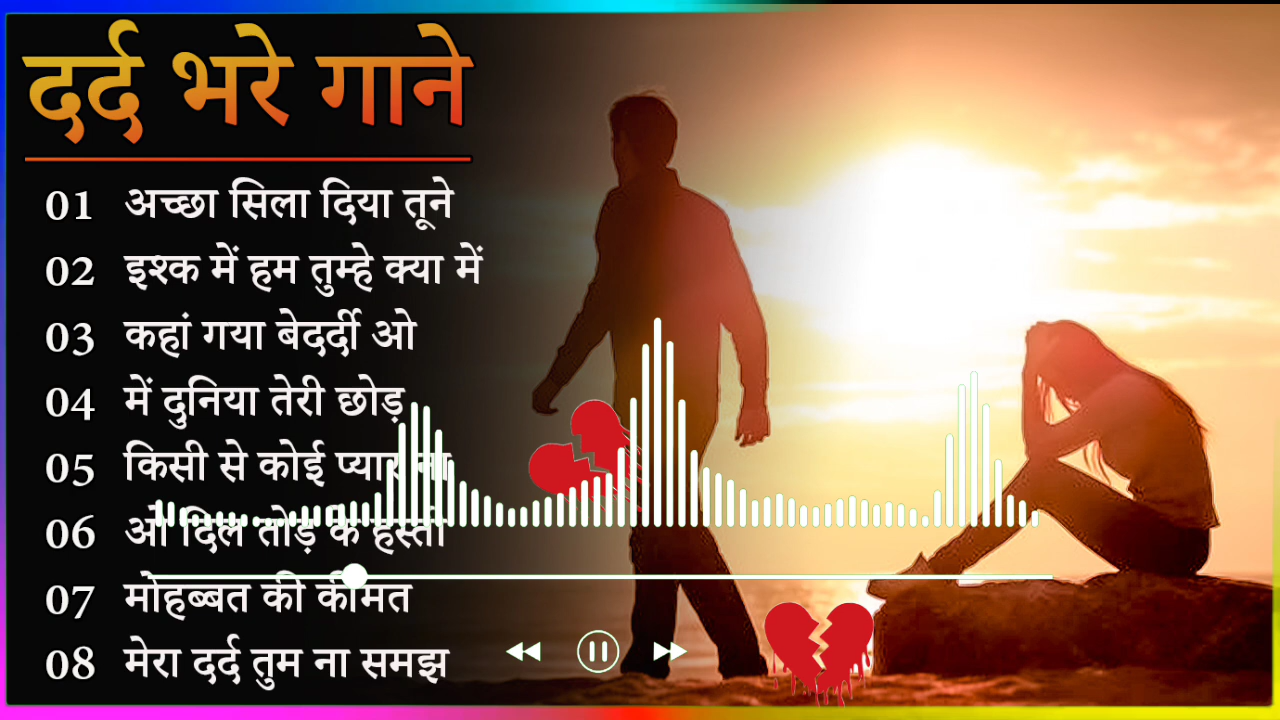 दर्द भरे गाने
01 अच्छा सिला दिया तूने
02 इश्क में हम तुम्हे क्या में
03 कहां गया बेदर्दी ओ
04 में दुनिया तेरी छोड़
05 किसी से कोई प्यार ना
06 ओ दिल तोड़ के हस्ती
07 मोहब्बत की कीमत
08 मेरा दर्द तुम ना समझ